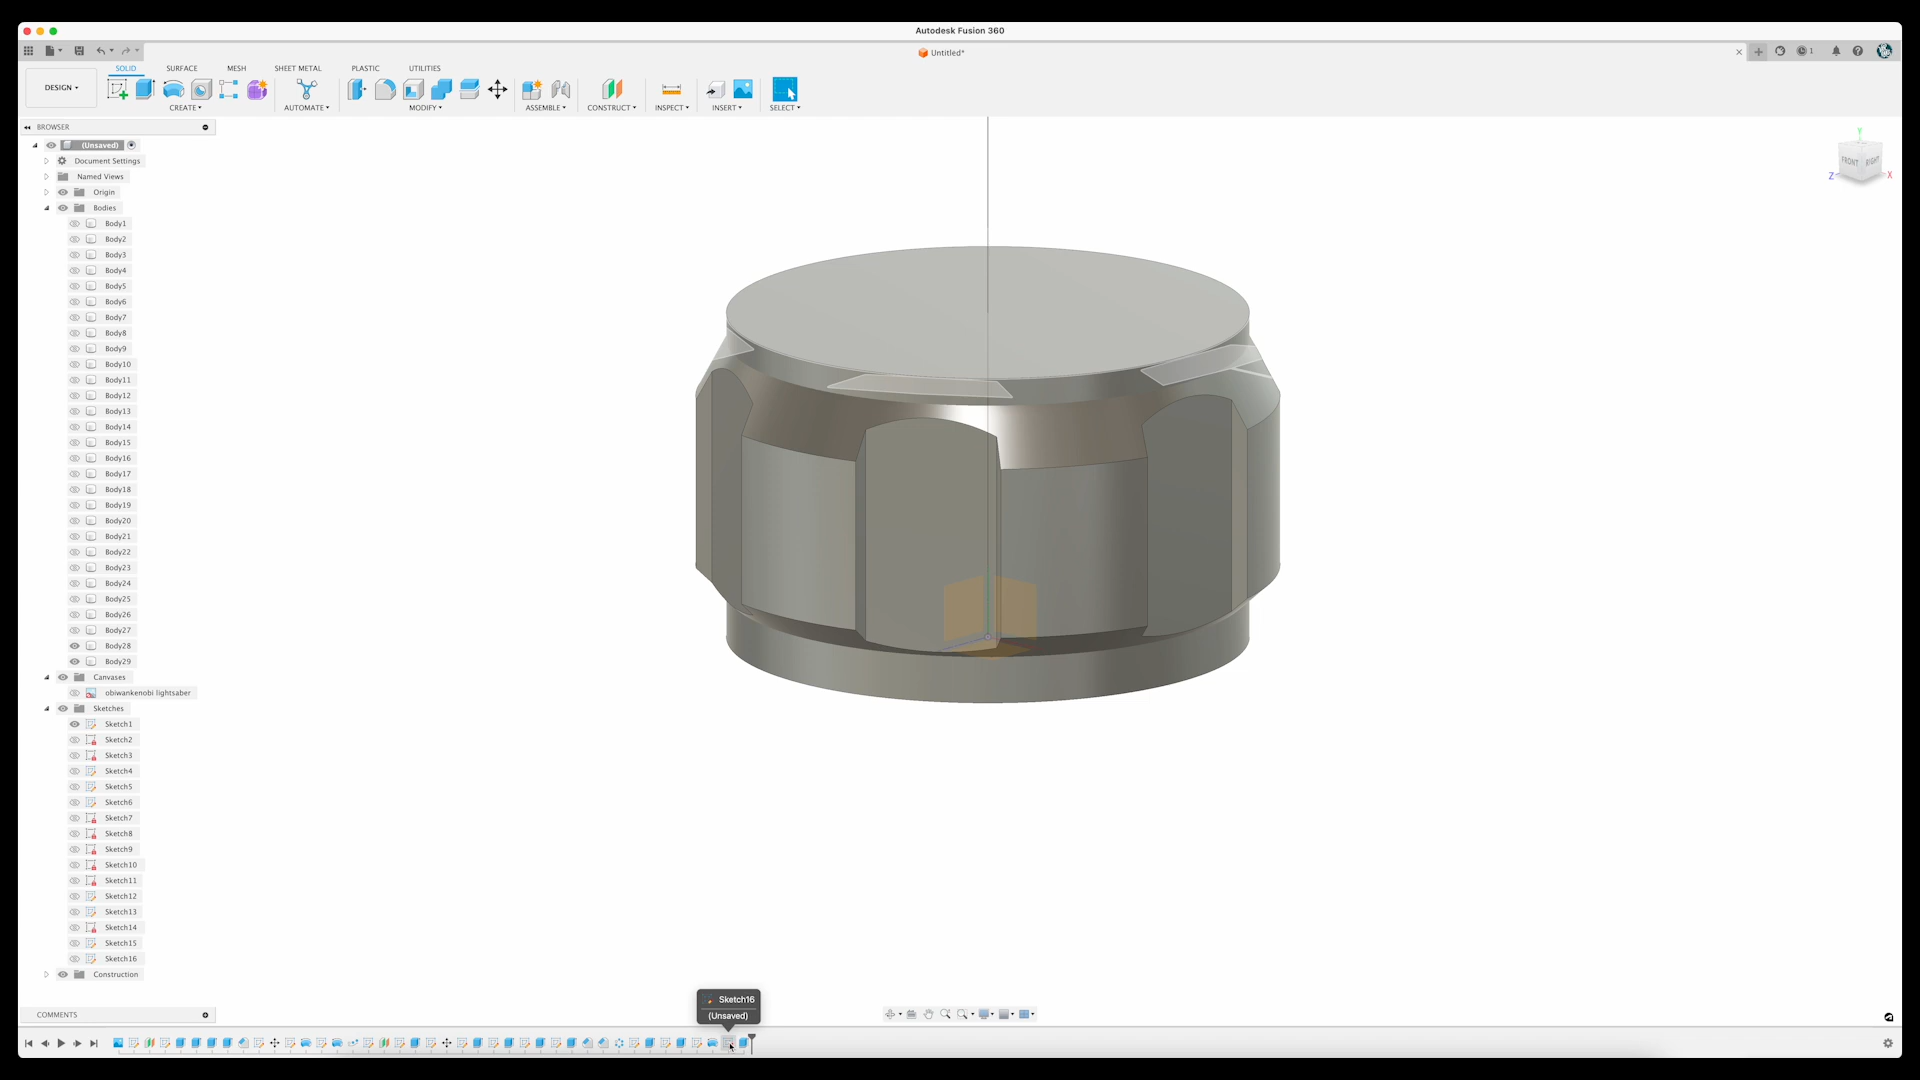 Autodesk Fusion 360
Untitled*
1
SOLID SURFACE MESH SHEET METAL PLASTIC UTILITIES
DESIGN
CREATE MODIFY AUTOMATE ASSEMBLE CONSTRUCT INSPECT INSERT SELECT
BROWSER
(Unsaved)
Document Settings
Named Views
Origin
Bodies
Body1
Body2
Body3
Body4
Body5
Body6
Body7
Body8
Body9
Body10
Body11
Body12
Body13
Body14
Body15
Body16
Body17
Body18
Body19
Body20
Body21
Body22
Body23
Body24
Body25
Body26
Body27
Body28
Body29
Canvases
obiwankenobi lightsaber
Sketches
Sketch1
Sketch2
Sketch3
Sketch4
Sketch5
Sketch6
Sketch7
Sketch8
Sketch9
Sketch10
Sketch11
Sketch12
Sketch13
Sketch14
Sketch15
Sketch16
Construction
Y
FRONT RIGHT
Z X
COMMENTS
Sketch16
(Unsaved)